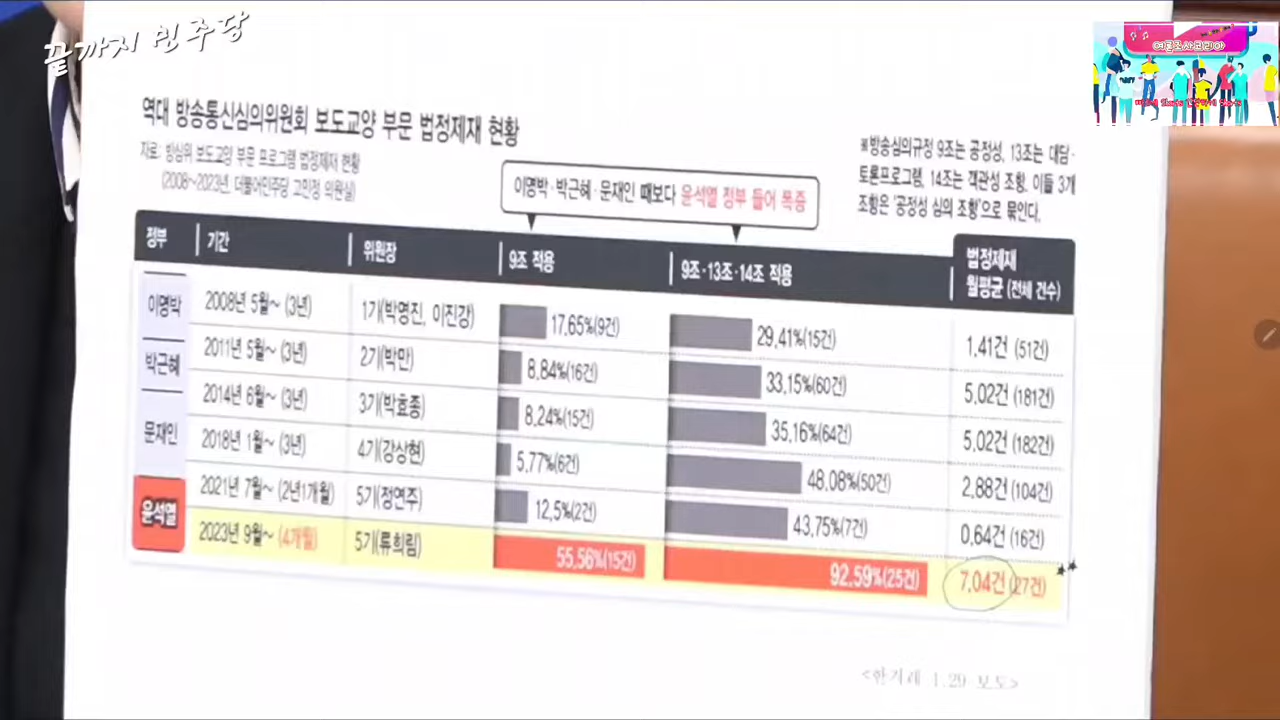 끝까지 민주당
여론조사코리아
역대 방송통신심의위원회 보도교양 부문 법정제재 현황
자료: 방심위 보도교양 부문 프로그램 법정제재 현황
(2008~2023년, 더불어민주당 고민정 의원실)
※방송심의규정 9조는 공정성, 13조는 대담·
토론프로그램, 14조는 객관성 조항. 이들 3개
조항은 '공정성 심의 조항'으로 묶인다.
이명박·박근혜·문재인 때보다 윤석열 정부 들어 폭증
정부 기간 위원장 9조 적용 9조·13조·14조 적용 법정제재
월평균 (전체 건수)
이명박 2008년 5월~ (3년) 1기(박명진, 이진강) 17.65%(9건) 29.41%(15건) 1.41건 (51건)
2011년 5월~ (3년) 2기(박만) 8.84%(16건) 33.15%(60건) 5.02건 (181건)
박근혜 2014년 6월~ (3년) 3기(박효종) 8.24%(15건) 35.16%(64건) 5.02건 (182건)
문재인 2018년 1월~ (3년) 4기(강상현) 5.77%(6건) 48.08%(50건) 2.88건 (104건)
2021년 7월~ (2년1개월) 5기(정연주) 12.5%(2건) 43.75%(7건) 0.64건 (16건)
윤석열 2023년 9월~ (4개월) 5기(류희림) 55.56%(15건) 92.59%(25건) 7.04건 (27건)
<한겨레 1.29 보도>